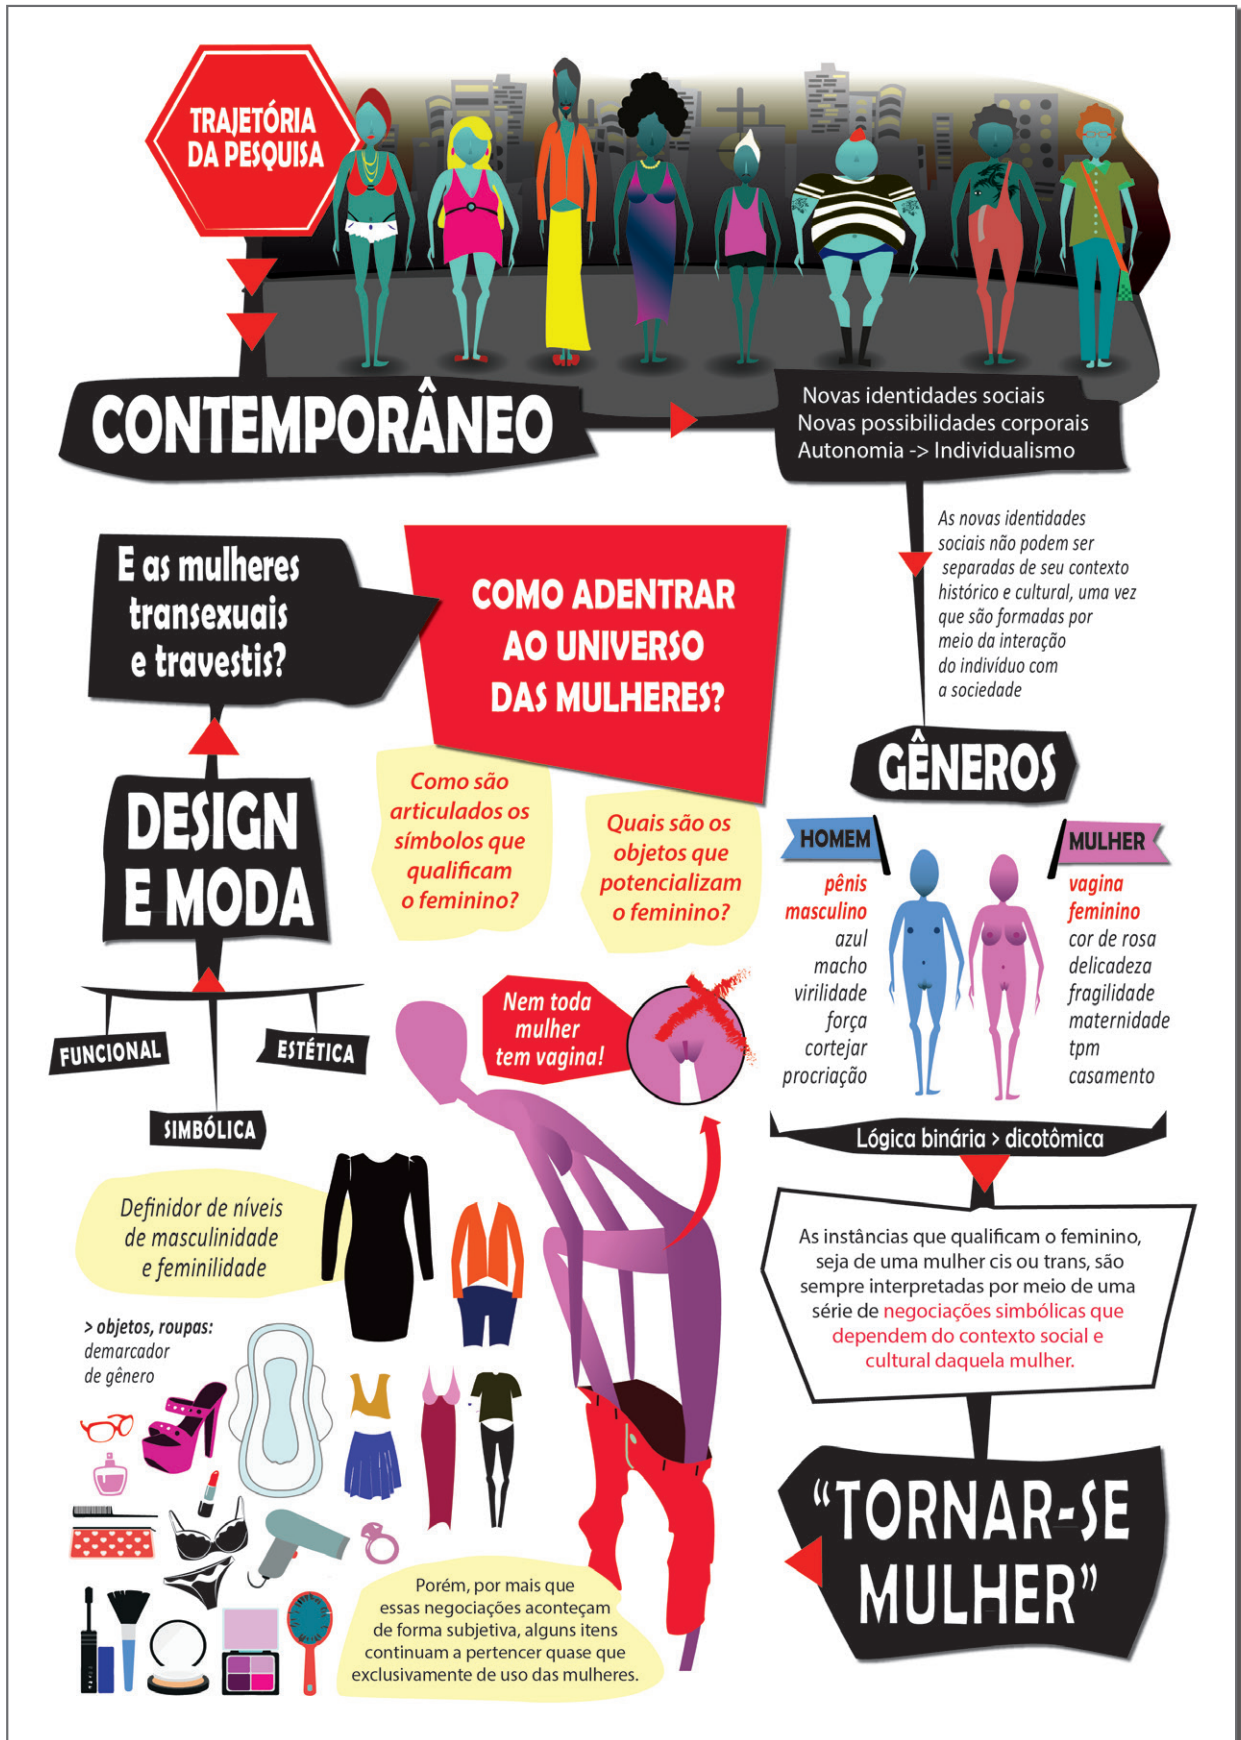 TRAJETÓRIA
DA PESQUISA
CONTEMPORÂNEO
Novas identidades sociais
Novas possibilidades corporais
Autonomia -> Individualismo
As novas identidades
sociais não podem ser
separadas de seu contexto
histórico e cultural, uma vez
que são formadas por
meio da interação
do indivíduo com
a sociedade
GÊNEROS
HOMEM
pênis
masculino
azul
macho
virilidade
força
cortejar
procriação
MULHER
vagina
feminino
cor de rosa
delicadeza
fragilidade
maternidade
tpm
casamento
Lógica binária > dicotômica
As instâncias que qualificam o feminino,
seja de uma mulher cis ou trans, são
sempre interpretadas por meio de uma
série de negociações simbólicas que
dependem do contexto social e
cultural daquela mulher.
“TORNAR-SE
MULHER”
COMO ADENTRAR
AO UNIVERSO
DAS MULHERES?
Como são
articulados os
símbolos que
qualificam
o feminino?
Quais são os
objetos que
potencializam
o feminino?
Nem toda
mulher
tem vagina!
E as mulheres
transexuais
e travestis?
DESIGN
E MODA
FUNCIONAL
ESTÉTICA
SIMBÓLICA
Definidor de níveis
de masculinidade
e feminilidade
> objetos, roupas:
demarcador
de gênero
Porém, por mais que
essas negociações aconteçam
de forma subjetiva, alguns itens
continuam a pertencer quase que
exclusivamente de uso das mulheres.